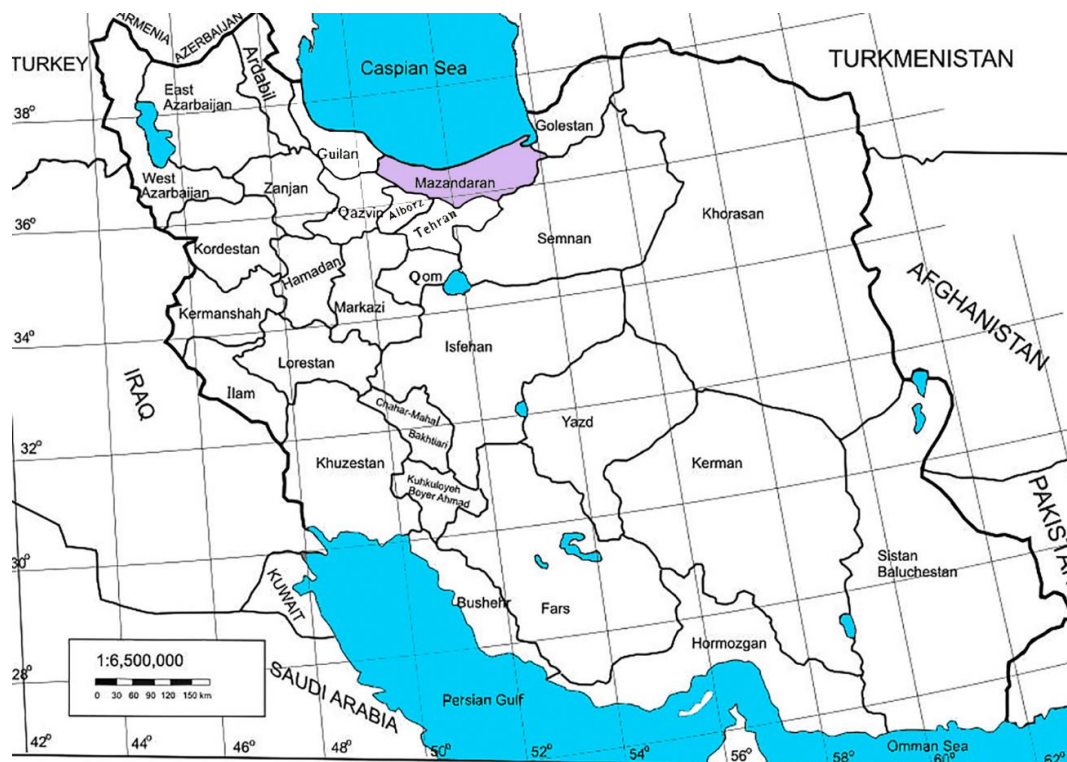 ARMENIA
AZERBAIJAN
TURKEY
Ardabil
Caspian Sea
TURKMENISTAN
East
Azarbaijan
38°
Golestan
Guilan
West
Azarbaijan
Zanjan
Mazandaran
Qazvin
Alborz
Tehran
Khorasan
36°
Kordestan
Semnan
Hamadan
Qom
AFGHANISTAN
Kermanshah
Markazi
34°
Isfehan
Lorestan
IRAQ
Ilam
Chahar-Mahal
Bakhtiari
Yazd
32°
Khuzestan
Kerman
Kuhkuloyeh
Boyer Ahmad
PAKISTAN
30°
Sistan
Baluchestan
KUWAIT
Bushehr
Fars
Hormozgan
1:6,500,000
0 30 60 90 120 150 km
28°
SAUDI ARABIA
Persian Gulf
Omman Sea
42° 44° 46° 48° 50° 52° 54° 56° 58° 60° 62°